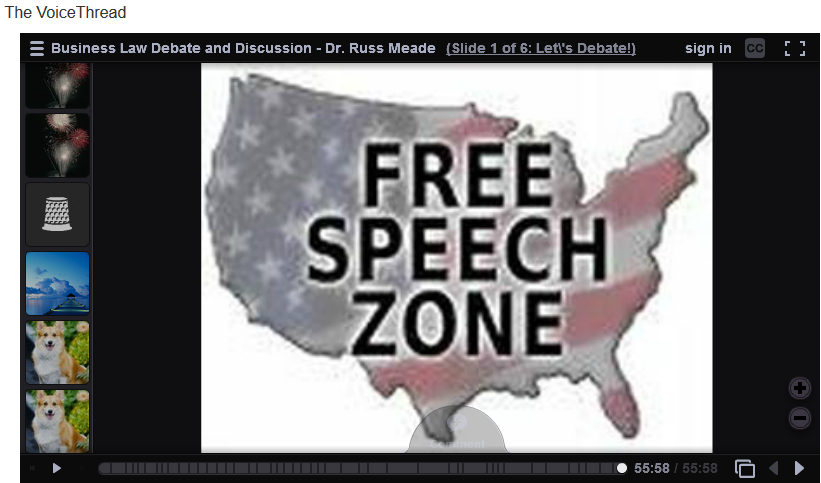 The VoiceThread
Business Law Debate and Discussion - Dr. Russ Meade (Slide 1 of 6: Let\'s Debate!) sign in CC
FREE
SPEECH
ZONE
Comment
55:58 / 55:58